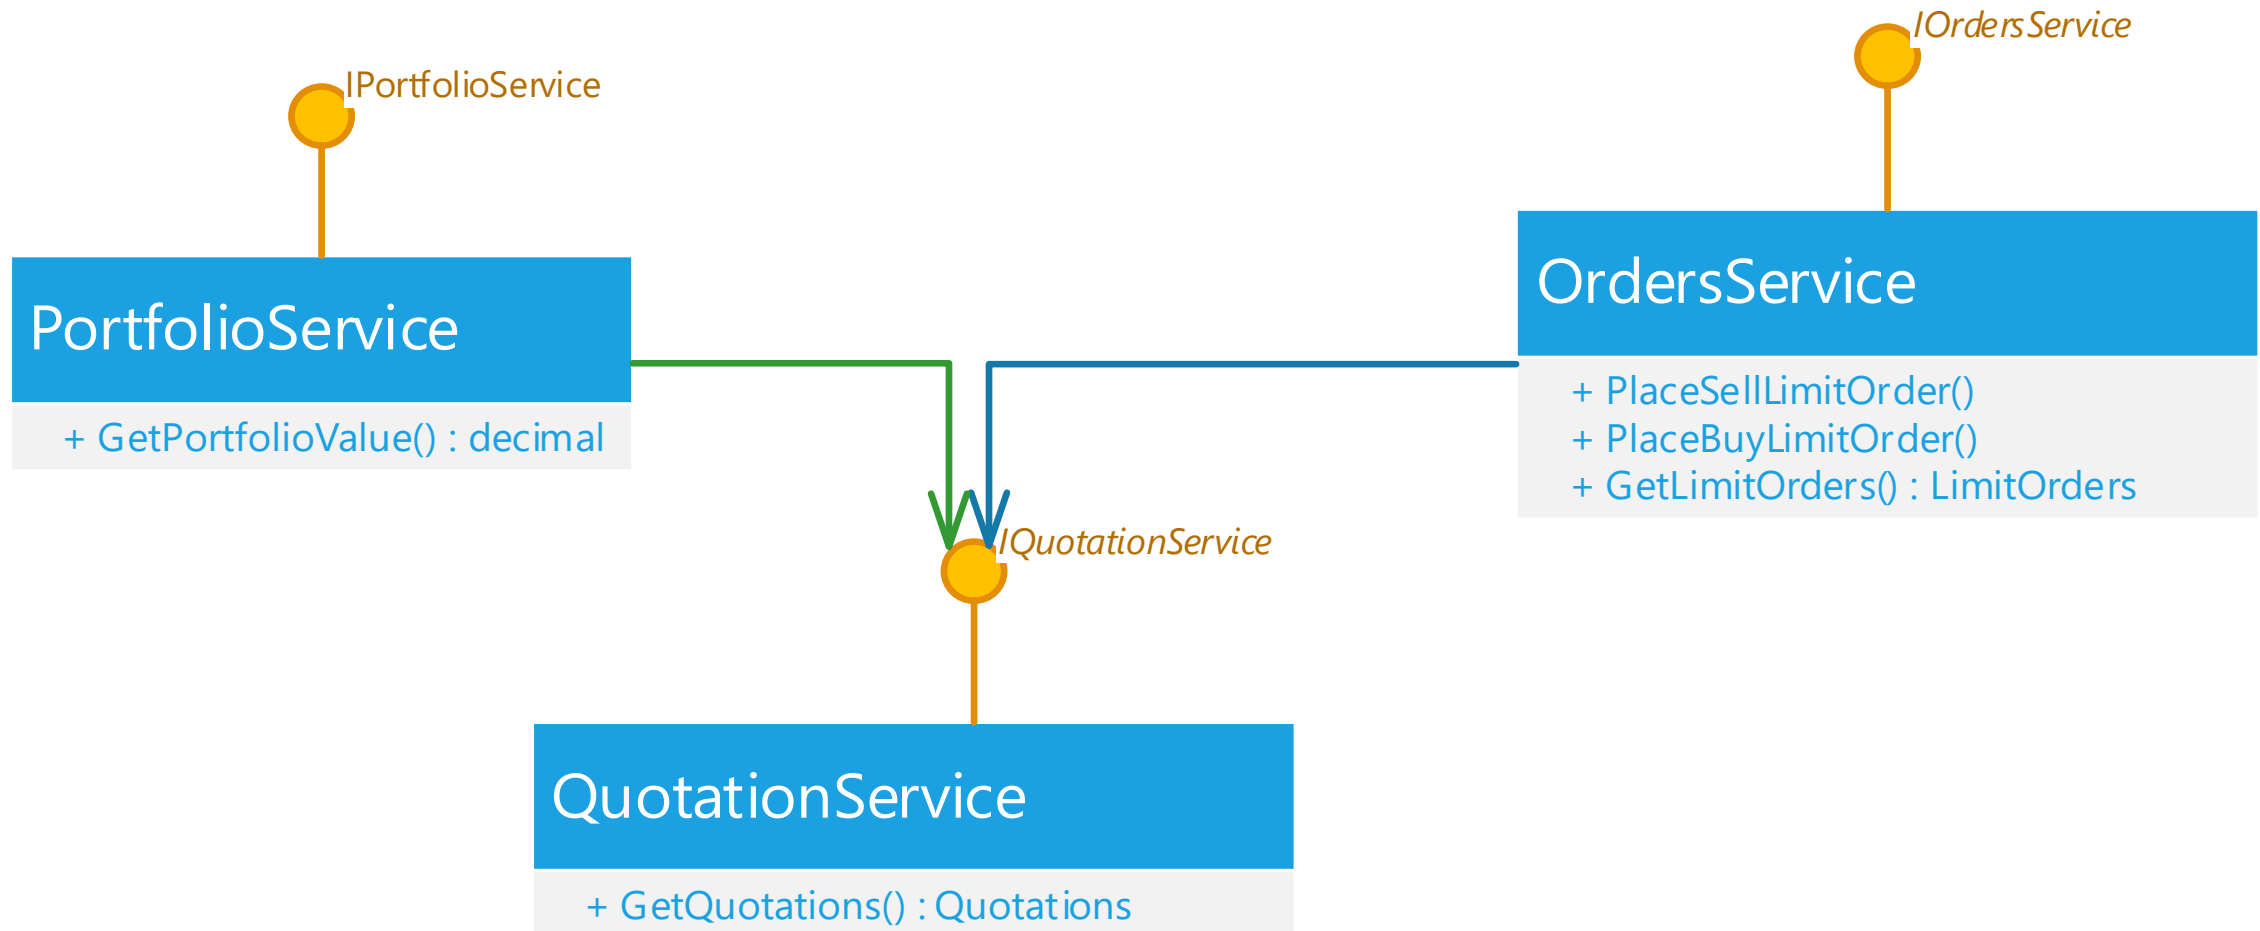 IOrdersService
IPortfolioService
OrdersService
PortfolioService
+ PlaceSellLimitOrder()
+ PlaceBuyLimitOrder()
+ GetLimitOrders() : LimitOrders
+ GetPortfolioValue() : decimal
IQuotationService
QuotationService
+ GetQuotations() : Quotations